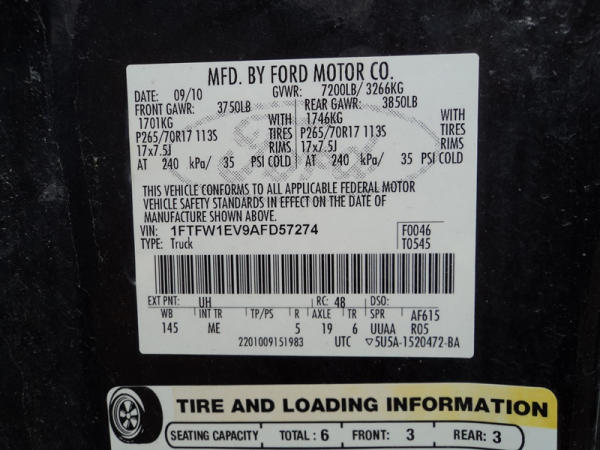 MFD. BY FORD MOTOR CO.
DATE: 09/10 GVWR: 7200LB/ 3266KG
FRONT GAWR: 3750LB REAR GAWR: 3850LB
1701KG WITH 1746KG WITH
P265/70R17 113S TIRES P265/70R17 113S TIRES
17x7.5J RIMS 17x7.5J RIMS
AT 240 kPa/ 35 PSI COLD AT 240 kPa/ 35 PSI COLD
Ford
THIS VEHICLE CONFORMS TO ALL APPLICABLE FEDERAL MOTOR
VEHICLE SAFETY STANDARDS IN EFFECT ON THE DATE OF
MANUFACTURE SHOWN ABOVE.
VIN: 1FTFW1EV9AFD57274 F0046
TYPE: Truck T0545
EXT PNT: UH RC: 48 DSO:
WB INT TR TP/PS R AXLE TR SPR AF615
145 ME 5 19 6 UUAA R05
2201009151983 UTC ▽5U5A-1520472-BA
TIRE AND LOADING INFORMATION
SEATING CAPACITY TOTAL: 6 FRONT: 3 REAR: 3